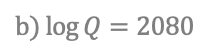 b) log Q = 2080